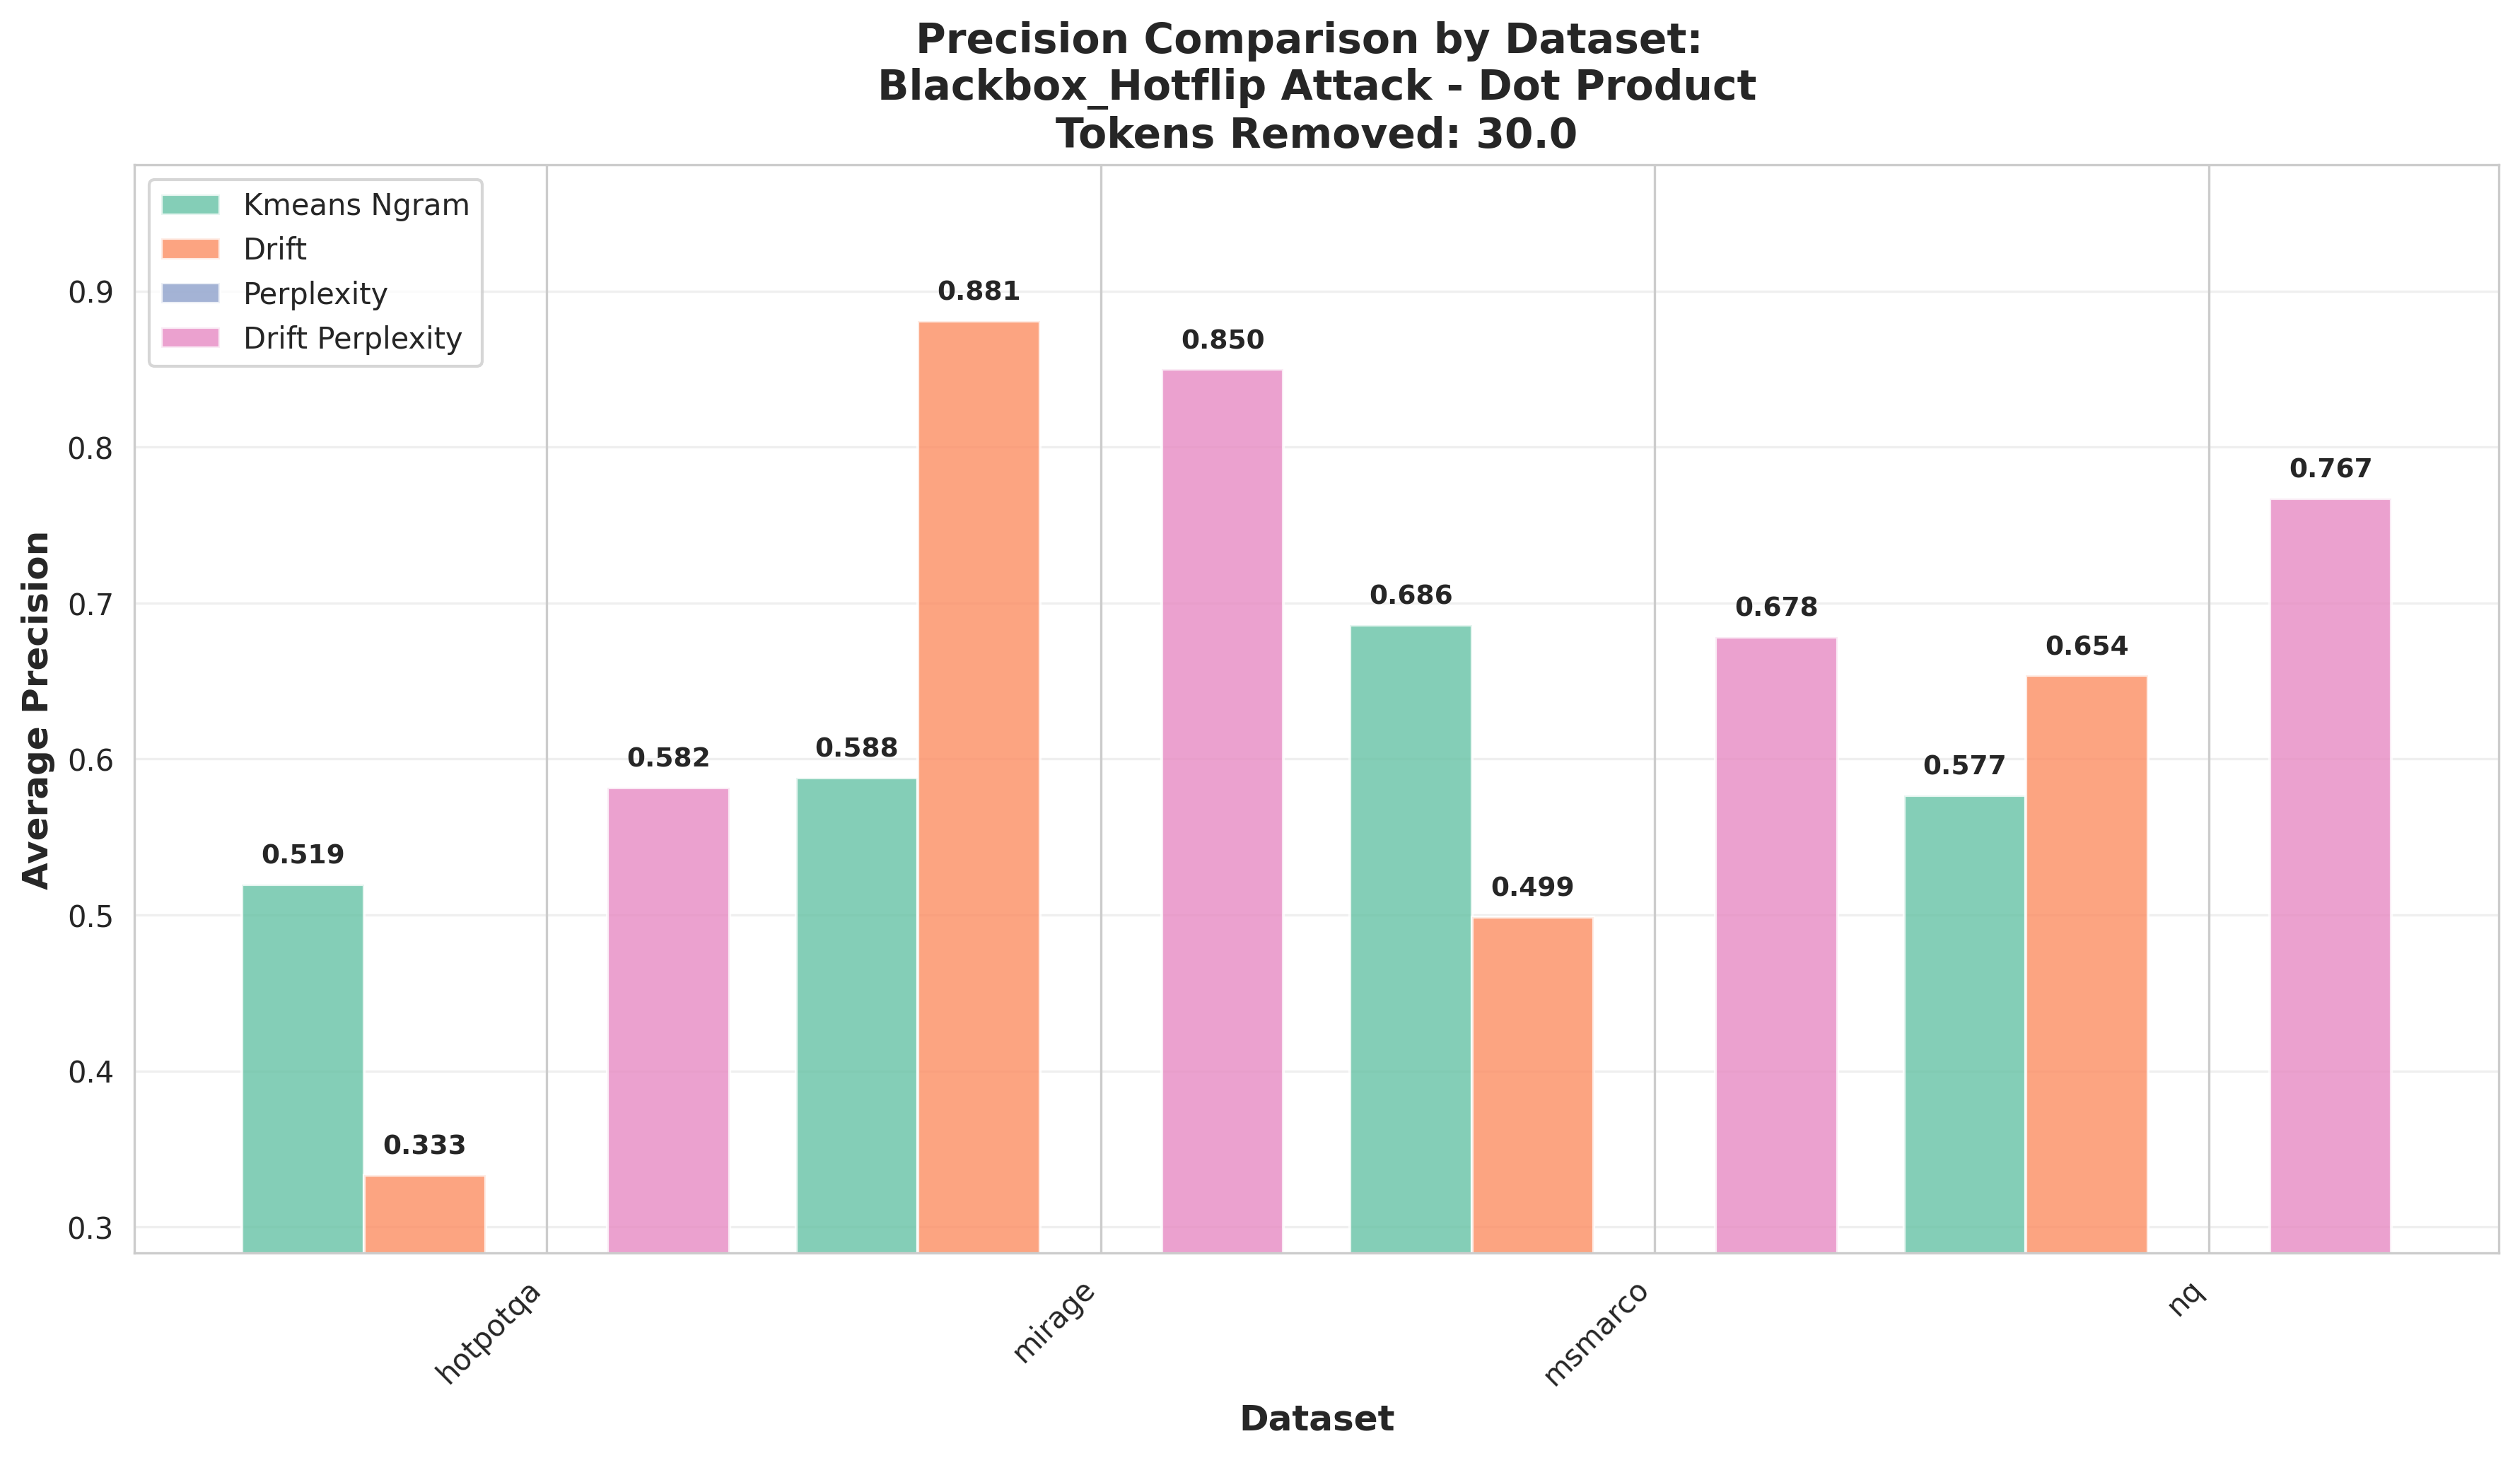 Precision Comparison by Dataset:
Blackbox_Hotflip Attack - Dot Product
Tokens Removed: 30.0
Kmeans Ngram
Drift
Perplexity
Drift Perplexity
Average Precision
0.9
0.8
0.7
0.6
0.5
0.4
0.3
0.519
0.333
0.582
0.588
0.881
0.850
0.686
0.499
0.678
0.577
0.654
0.767
hotpotqa
mirage
msmarco
nq
Dataset